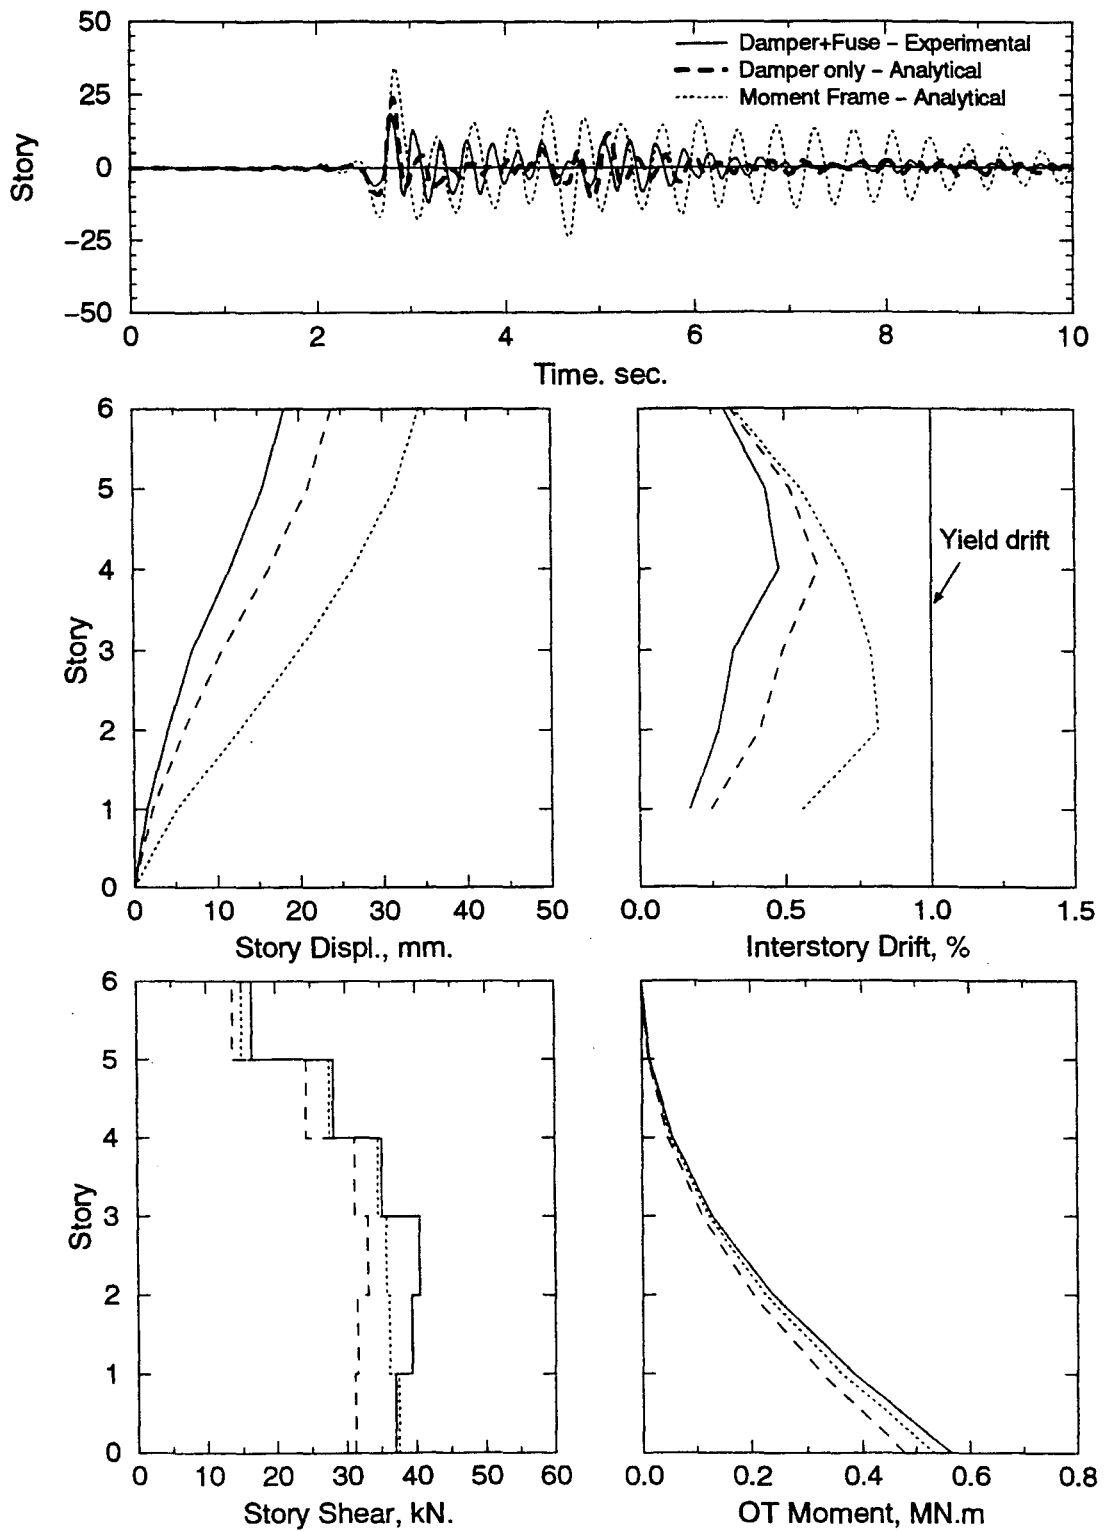 50
Damper+Fuse – Experimental
Damper only – Analytical
Moment Frame – Analytical
25
0
−25
−50
Story
0 2 4 6 8 10
Time. sec.
6
5
4
3
2
1
0
Story
0 10 20 30 40 50
Story Displ., mm.
Yield drift
0.0 0.5 1.0 1.5
Interstory Drift, %
6
5
4
3
2
1
0
Story
0 10 20 30 40 50 60
Story Shear, kN.
0.0 0.2 0.4 0.6 0.8
OT Moment, MN.m